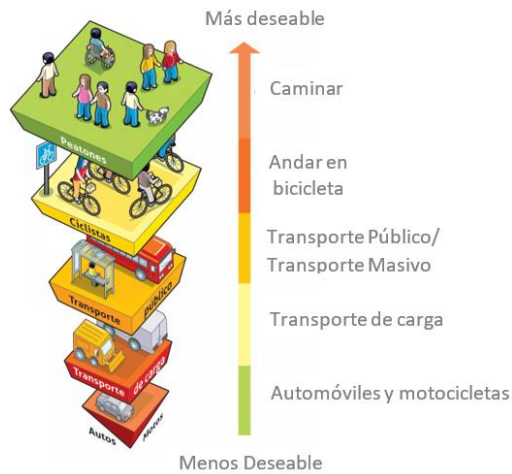 Más deseable
Peatones
Caminar
Ciclistas
Andar en
bicicleta
Transporte público
Transporte Público/
Transporte Masivo
Transporte de carga
Transporte de carga
Autos Motos
Automóviles y motocicletas
Menos Deseable